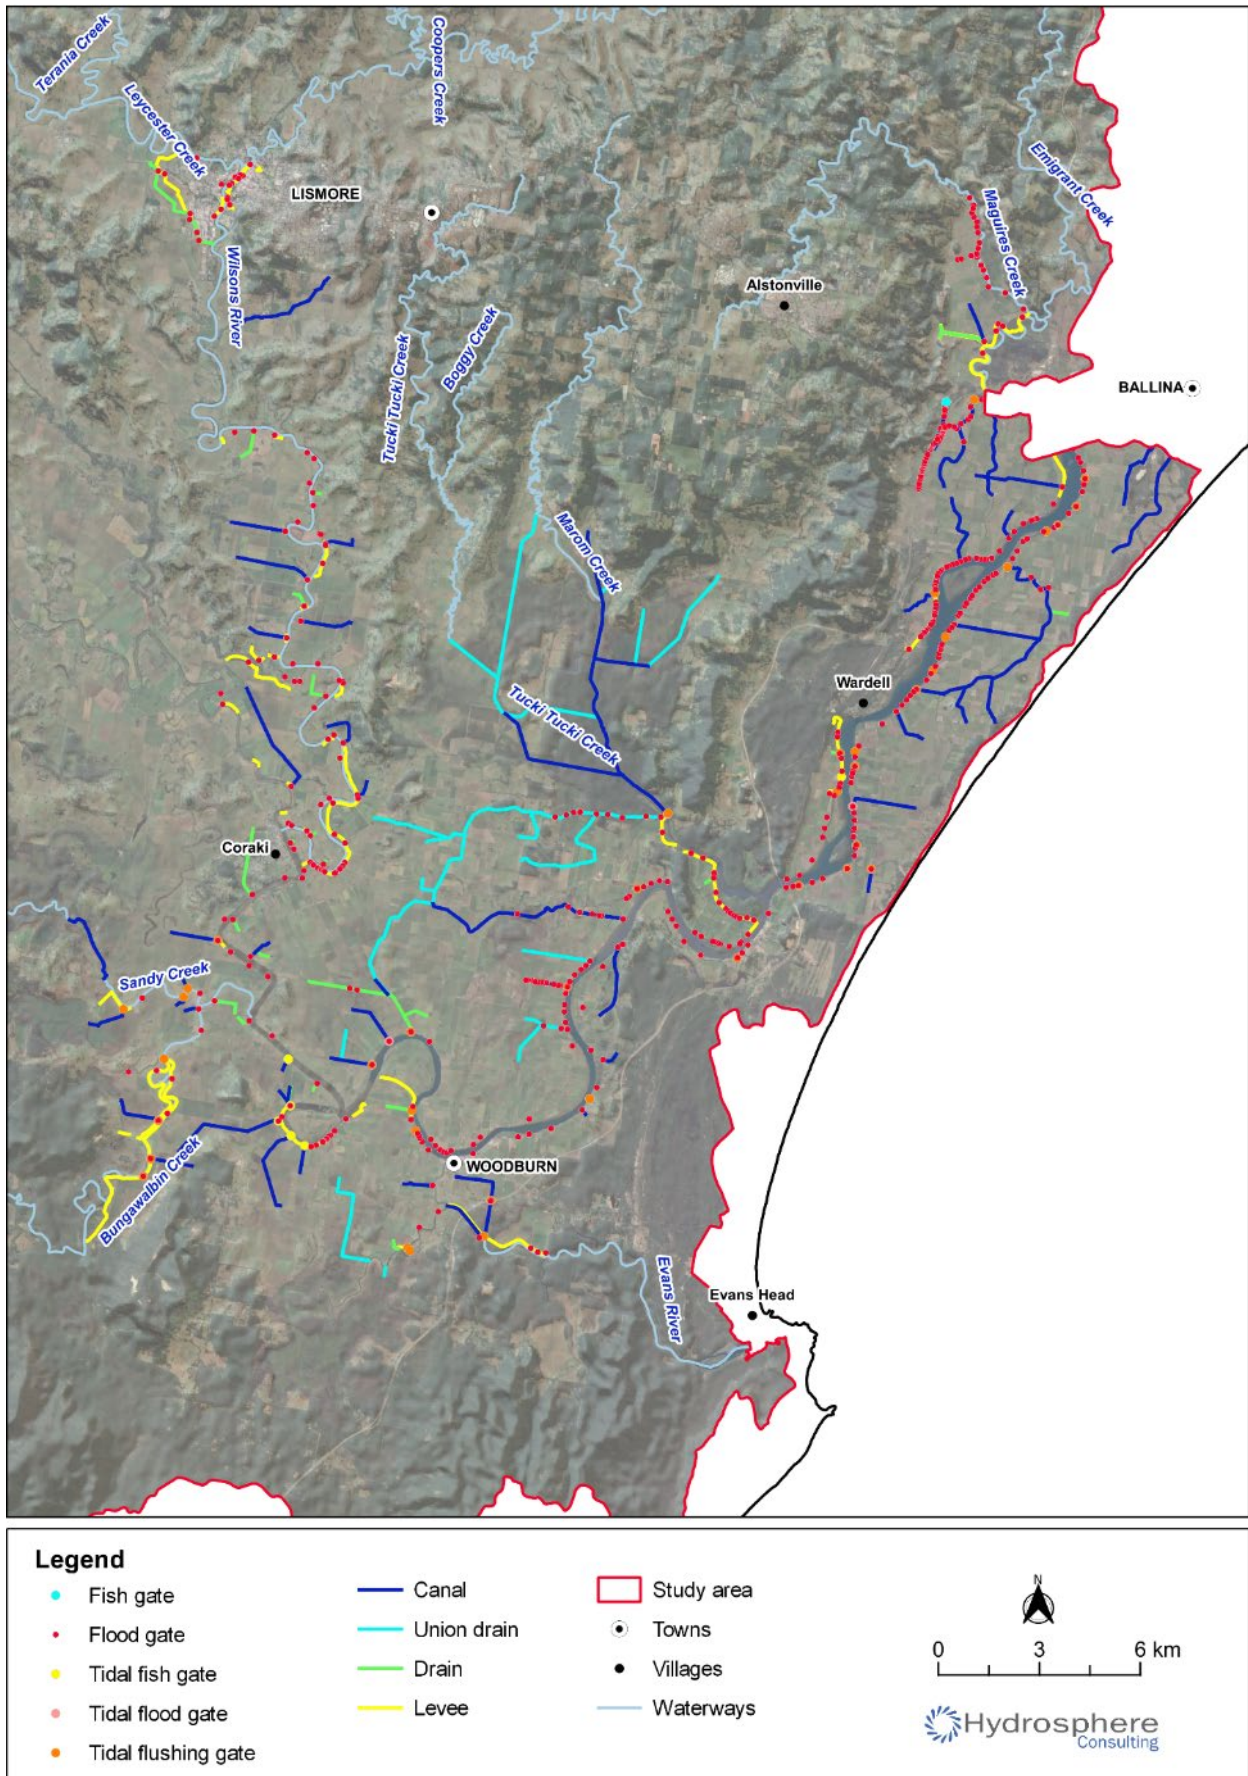 Terania Creek
Coopers Creek
Leycester Creek
LISMORE
Emigrant Creek
Maguires Creek
Wilsons River
Alstonville
Tucki Tucki Creek
Boggy Creek
BALLINA
Marom Creek
Wardell
Tucki Tucki Creek
Coraki
Sandy Creek
Bungawalbin Creek
WOODBURN
Evans River
Evans Head
Legend
Fish gate
Flood gate
Tidal fish gate
Tidal flood gate
Tidal flushing gate
Canal
Union drain
Drain
Levee
Study area
Towns
Villages
Waterways
N
0 3 6 km
Hydrosphere
Consulting